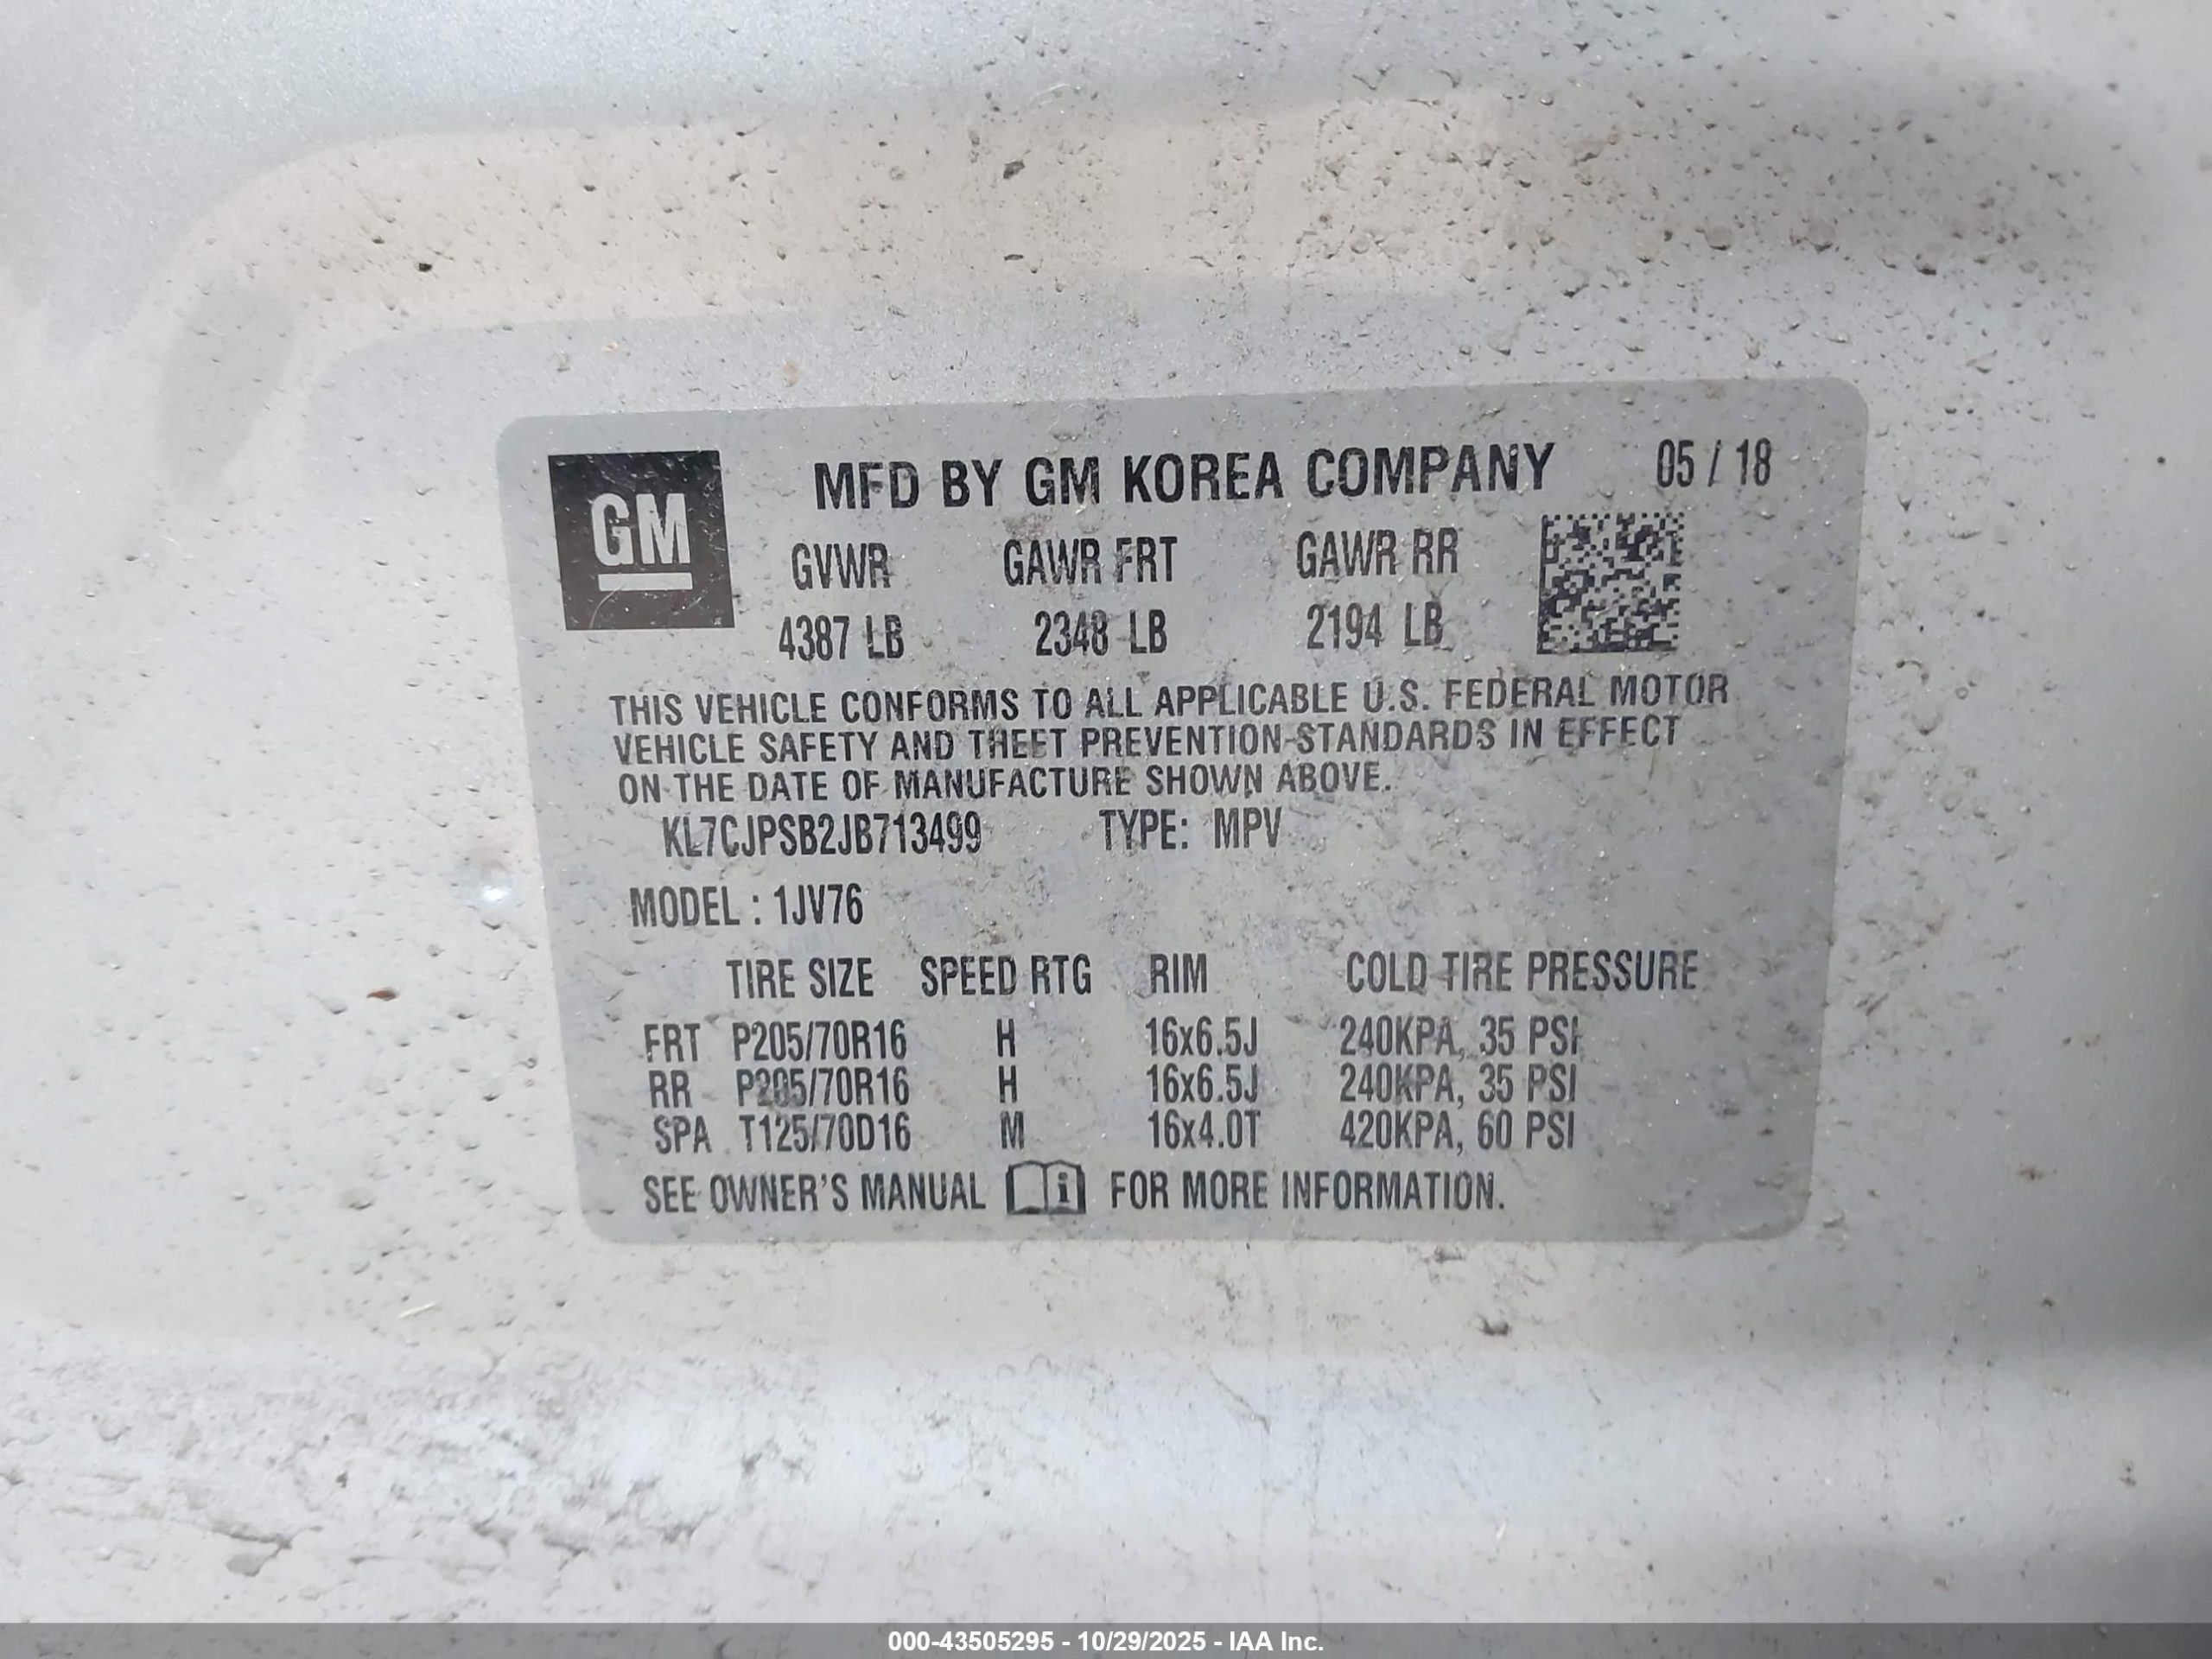 GM
MFD BY GM KOREA COMPANY 05 / 18
GVWR GAWR FRT GAWR RR
4387 LB 2348 LB 2194 LB
THIS VEHICLE CONFORMS TO ALL APPLICABLE U.S. FEDERAL MOTOR
VEHICLE SAFETY AND THEFT PREVENTION STANDARDS IN EFFECT
ON THE DATE OF MANUFACTURE SHOWN ABOVE.
KL7CJPSB2JB713499 TYPE: MPV
MODEL : 1JV76
TIRE SIZE SPEED RTG RIM COLD TIRE PRESSURE
FRT P205/70R16 H 16x6.5J 240KPA, 35 PSI
RR P205/70R16 H 16x6.5J 240KPA, 35 PSI
SPA T125/70D16 M 16x4.0T 420KPA, 60 PSI
SEE OWNER'S MANUAL i FOR MORE INFORMATION.
000-43505295 - 10/29/2025 - IAA Inc.